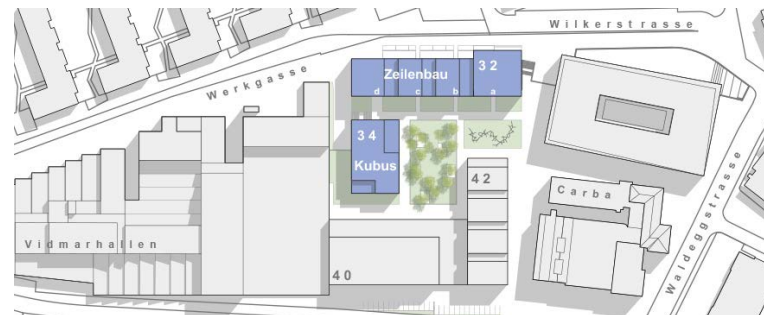 Wilkerstrasse
32
Zeilenbau
d c b a
Werkgasse
34
Kubus
42
Carba
Waldeggstrasse
Vidmarhallen
40